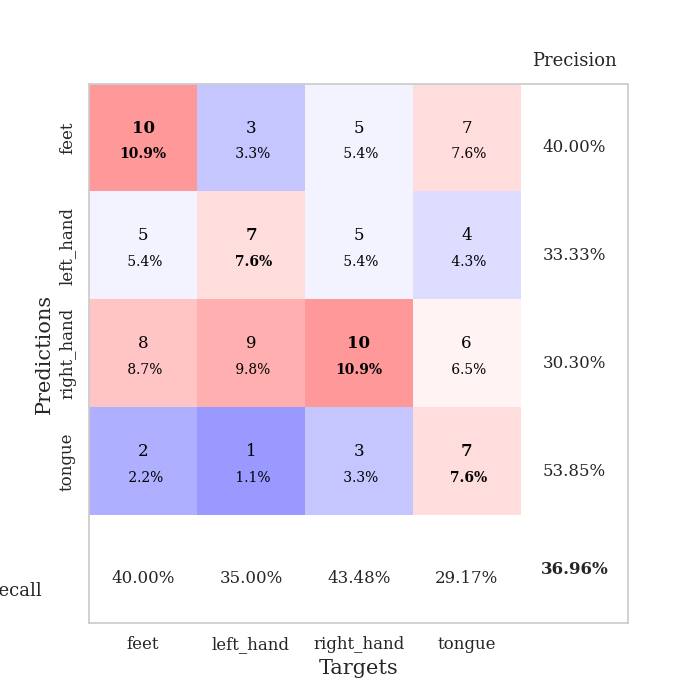 Precision
feet 10 3 5 7 40.00%
10.9% 3.3% 5.4% 7.6%
left_hand 5 7 5 4 33.33%
5.4% 7.6% 5.4% 4.3%
Predictions
right_hand 8 9 10 6 30.30%
8.7% 9.8% 10.9% 6.5%
tongue 2 1 3 7 53.85%
2.2% 1.1% 3.3% 7.6%
ecall 40.00% 35.00% 43.48% 29.17% 36.96%
feet left_hand right_hand tongue
Targets